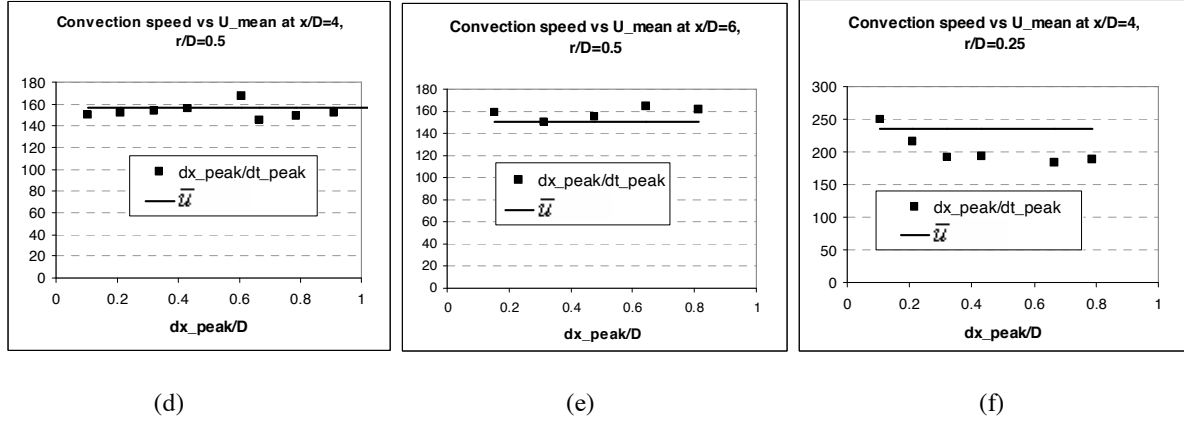 Convection speed vs U_mean at x/D=4,
r/D=0.5
180
160
140
120
100
80
60
40
20
0
dx_peak/dt_peak
u̅
0 0.2 0.4 0.6 0.8 1
dx_peak/D
(d)
Convection speed vs U_mean at x/D=6,
r/D=0.5
180
160
140
120
100
80
60
40
20
0
dx_peak/dt_peak
u̅
0 0.2 0.4 0.6 0.8 1
dx_peak/D
(e)
Convection speed vs U_mean at x/D=4,
r/D=0.25
300
250
200
150
100
50
0
dx_peak/dt_peak
u̅
0 0.2 0.4 0.6 0.8 1
dx_peak/D
(f)